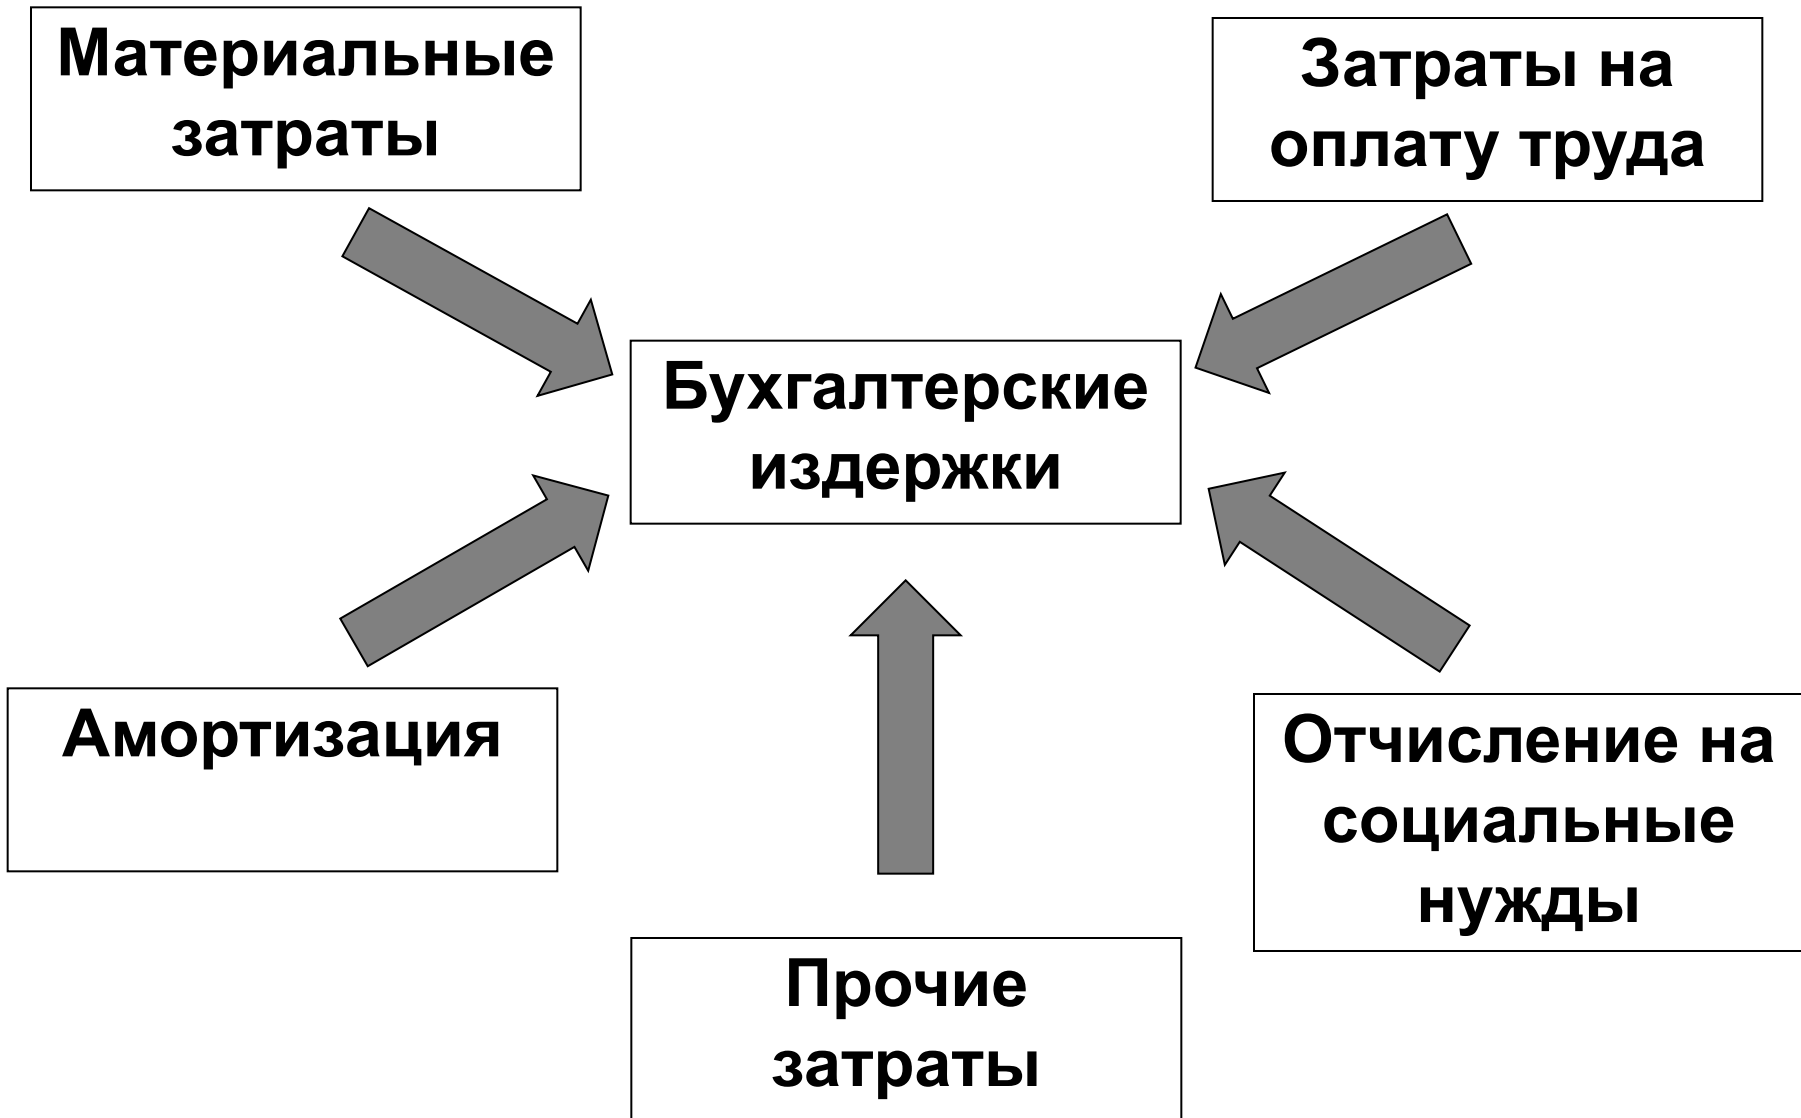 Материальные
затраты
Затраты на
оплату труда
Бухгалтерские
издержки
Амортизация
Отчисление на
социальные
нужды
Прочие
затраты